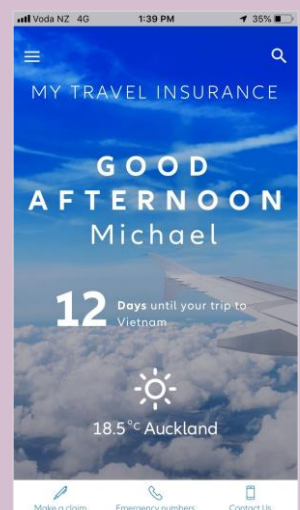 Voda NZ 4G 1:39 PM 35%
MY TRAVEL INSURANCE
GOOD
AFTERNOON
Michael
12 Days until your trip to
Vietnam
18.5°C Auckland
Make a claim Emergency numbers Contact Us